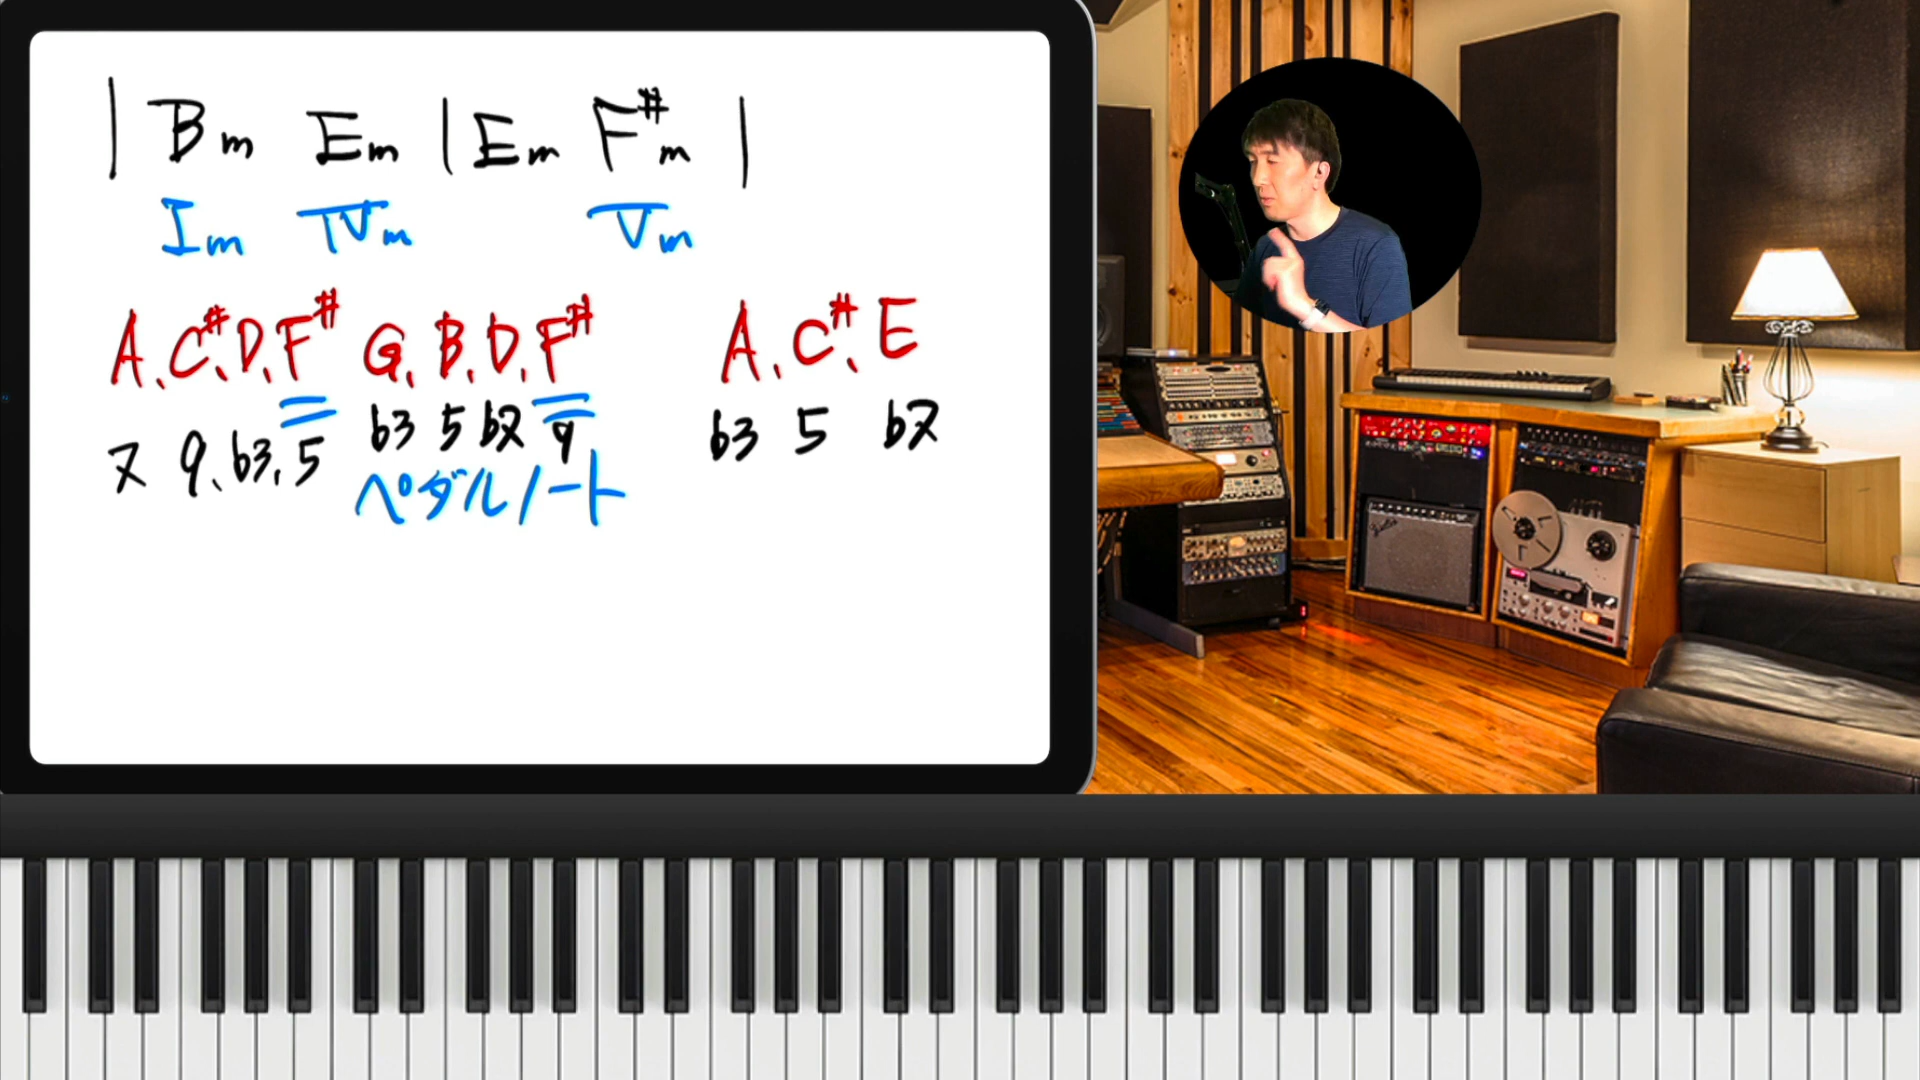 | Bm Em | Em F#m |
Im IVm Vm
A, C#, D, F# G, B, D, F# A, C#, E
7 9, b3, 5 b3 5 b7 9 b3 5 b7
ペダルノート